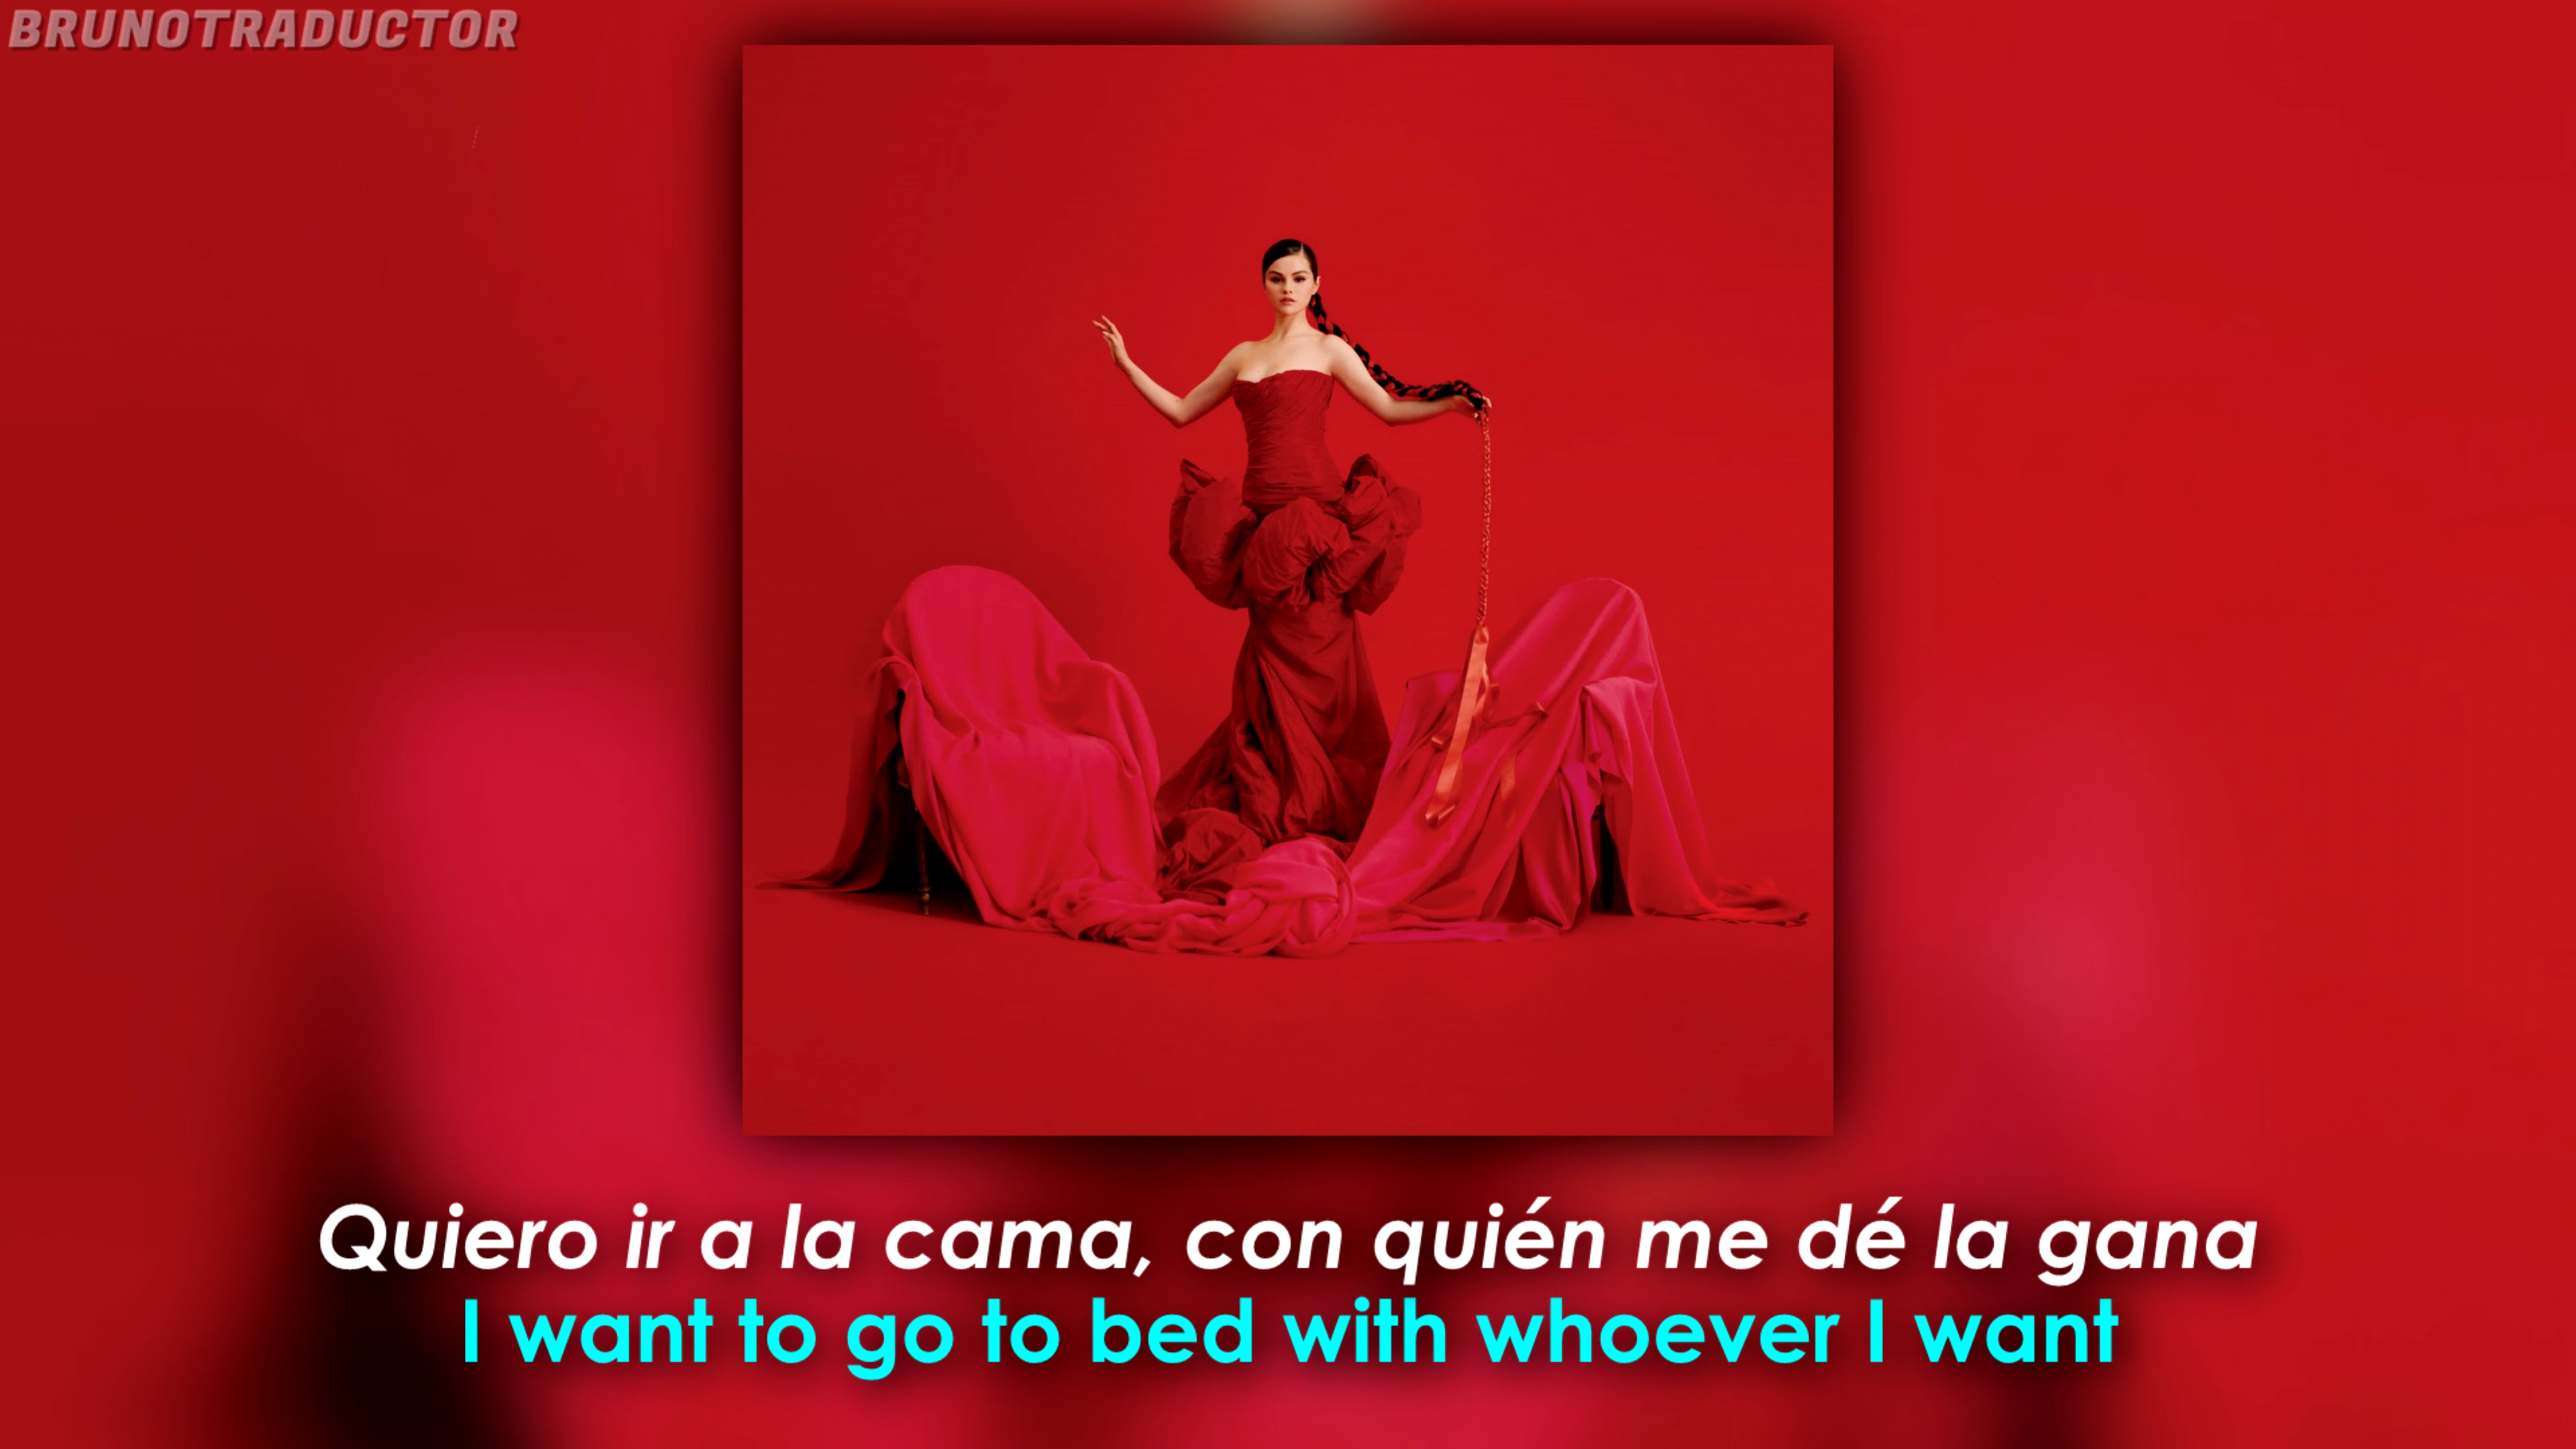 BRUNOTRADUCTOR
Quiero ir a la cama, con quién me dé la gana
I want to go to bed with whoever I want